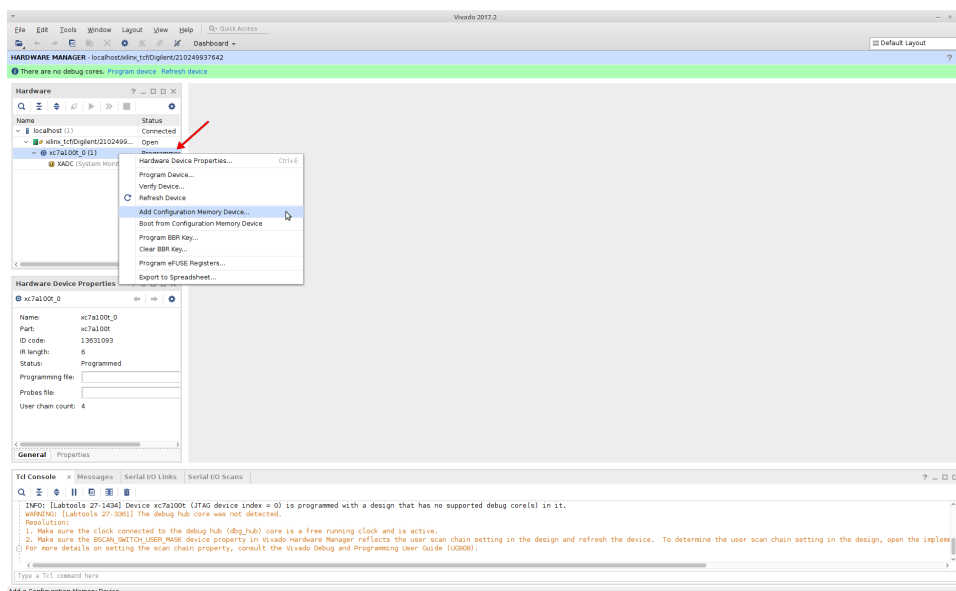 Vivado 2017.2
File Edit Tools Window Layout View Help Q- Quick Access
Dashboard
Default Layout
HARDWARE MANAGER - localhost/xilinx_tcf/Digilent/210249937642
There are no debug cores. Program device Refresh device
Hardware
Name Status
localhost (1) Connected
xilinx_tcf/Digilent/2102499... Open
xc7a100t_0 (1) Programmed
XADC (System Monit
Hardware Device Properties... Ctrl+E
Program Device...
Verify Device...
Refresh Device
Add Configuration Memory Device...
Boot from Configuration Memory Device
Program BBR Key...
Clear BBR Key...
Program eFUSE Registers...
Export to Spreadsheet...
Hardware Device Properties
xc7a100t_0
Name: xc7a100t_0
Part: xc7a100t
ID code: 13631093
IR length: 6
Status: Programmed
Programming file:
Probes file:
User chain count: 4
General Properties
Tcl Console Messages Serial I/O Links Serial I/O Scans
INFO: [Labtools 27-1434] Device xc7a100t (JTAG device index = 0) is programmed with a design that has no supported debug core(s) in it.
WARNING: [Labtools 27-3361] The debug hub core was not detected.
Resolution:
1. Make sure the clock connected to the debug hub (dbg_hub) core is a free running clock and is active.
2. Make sure the BSCAN_SWITCH_USER_MASK device property in Vivado Hardware Manager reflects the user scan chain setting in the design and refresh the device. To determine the user scan chain setting in the design, open the impleme
For more details on setting the scan chain property, consult the Vivado Debug and Programming User Guide (UG908).
Type a Tcl command here
Add a Configuration Memory Device